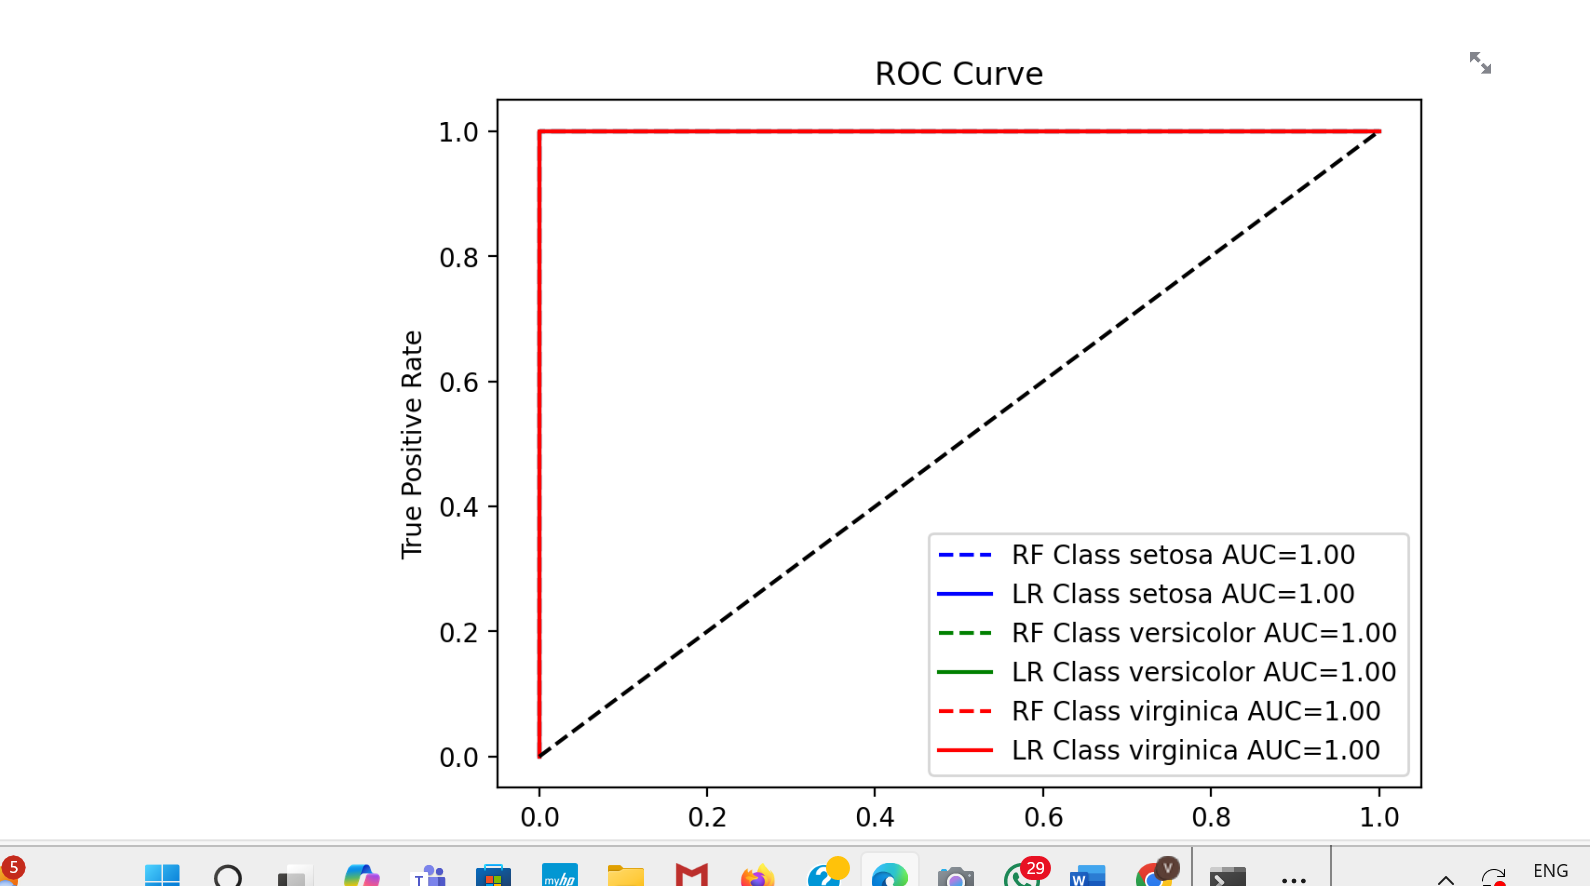 ROC Curve
1.0
0.8
0.6
0.4
0.2
0.0
True Positive Rate
RF Class setosa AUC=1.00
LR Class setosa AUC=1.00
RF Class versicolor AUC=1.00
LR Class versicolor AUC=1.00
RF Class virginica AUC=1.00
LR Class virginica AUC=1.00
0.0 0.2 0.4 0.6 0.8 1.0
5
T
myhp
?
29
W
V
ENG